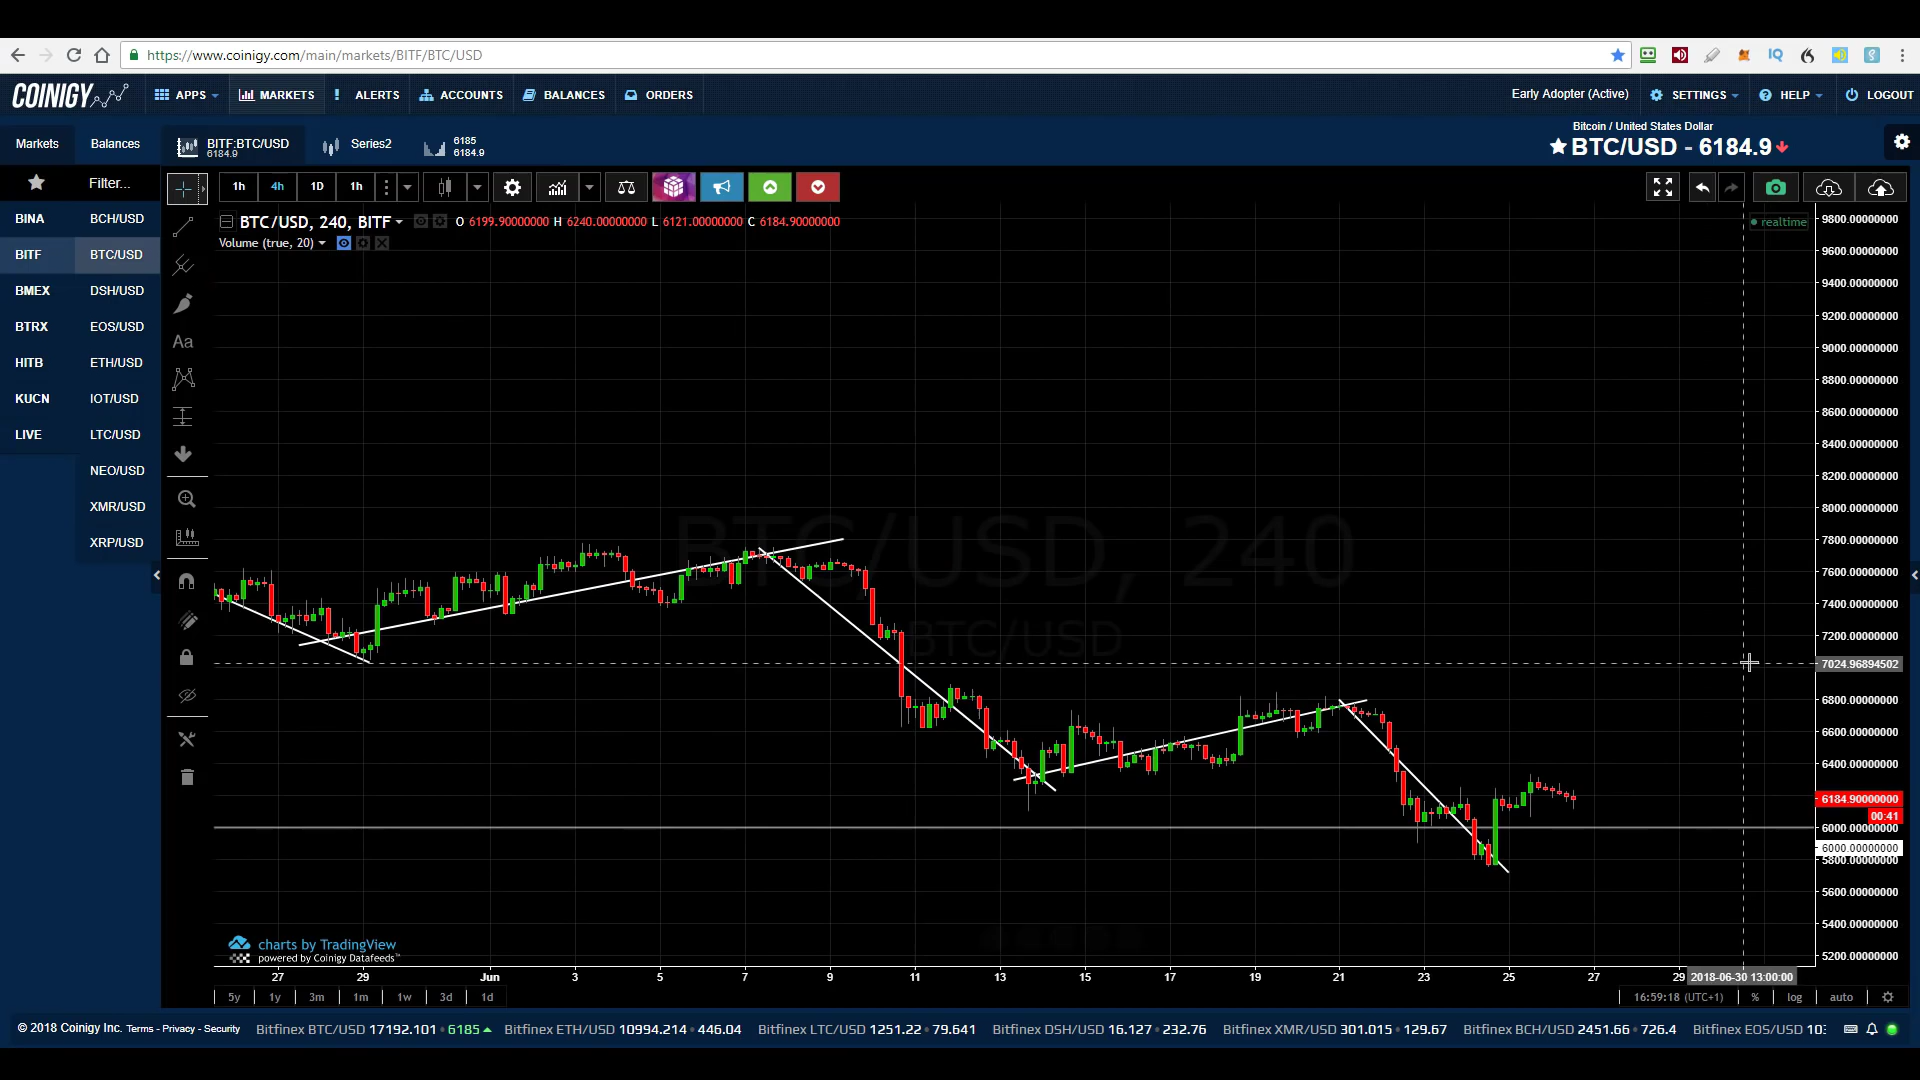 https://www.coinigy.com/main/markets/BITF/BTC/USD
COINIGY APPS MARKETS ! ALERTS ACCOUNTS BALANCES ORDERS Early Adopter (Active) SETTINGS HELP LOGOUT
Markets Balances BITF:BTC/USD 6184.9 Series2 6185 6184.9
Bitcoin / United States Dollar
BTC/USD - 6184.9
Filter... 1h 4h 1D 1h
BINA BCH/USD
BITF BTC/USD
BMEX DSH/USD
BTRX EOS/USD
HITB ETH/USD
KUCN IOT/USD
LIVE LTC/USD
NEO/USD
XMR/USD
XRP/USD
Aa
BTC/USD, 240, BITF O 6199.90000000 H 6240.00000000 L 6121.00000000 C 6184.90000000
realtime
Volume (true, 20)
BTC/USD, 240
BTC/USD
9800.00000000
9600.00000000
9400.00000000
9200.00000000
9000.00000000
8800.00000000
8600.00000000
8400.00000000
8200.00000000
8000.00000000
7800.00000000
7600.00000000
7400.00000000
7200.00000000
7024.96894502
6800.00000000
6600.00000000
6400.00000000
6184.90000000
00:41
6000.00000000
6000.00000000
5800.00000000
5600.00000000
5400.00000000
5200.00000000
charts by TradingView
powered by Coinigy Datafeeds™
27 29 Jun 3 5 7 9 11 13 15 17 19 21 23 25 27 29 2018-06-30 13:00:00
5y 1y 3m 1m 1w 3d 1d 16:59:18 (UTC+1) % log auto
© 2018 Coinigy Inc. Terms - Privacy - Security Bitfinex BTC/USD 17192.101 • 6185 Bitfinex ETH/USD 10994.214 • 446.04 Bitfinex LTC/USD 1251.22 • 79.641 Bitfinex DSH/USD 16.127 • 232.76 Bitfinex XMR/USD 301.015 • 129.67 Bitfinex BCH/USD 2451.66 • 726.4 Bitfinex EOS/USD